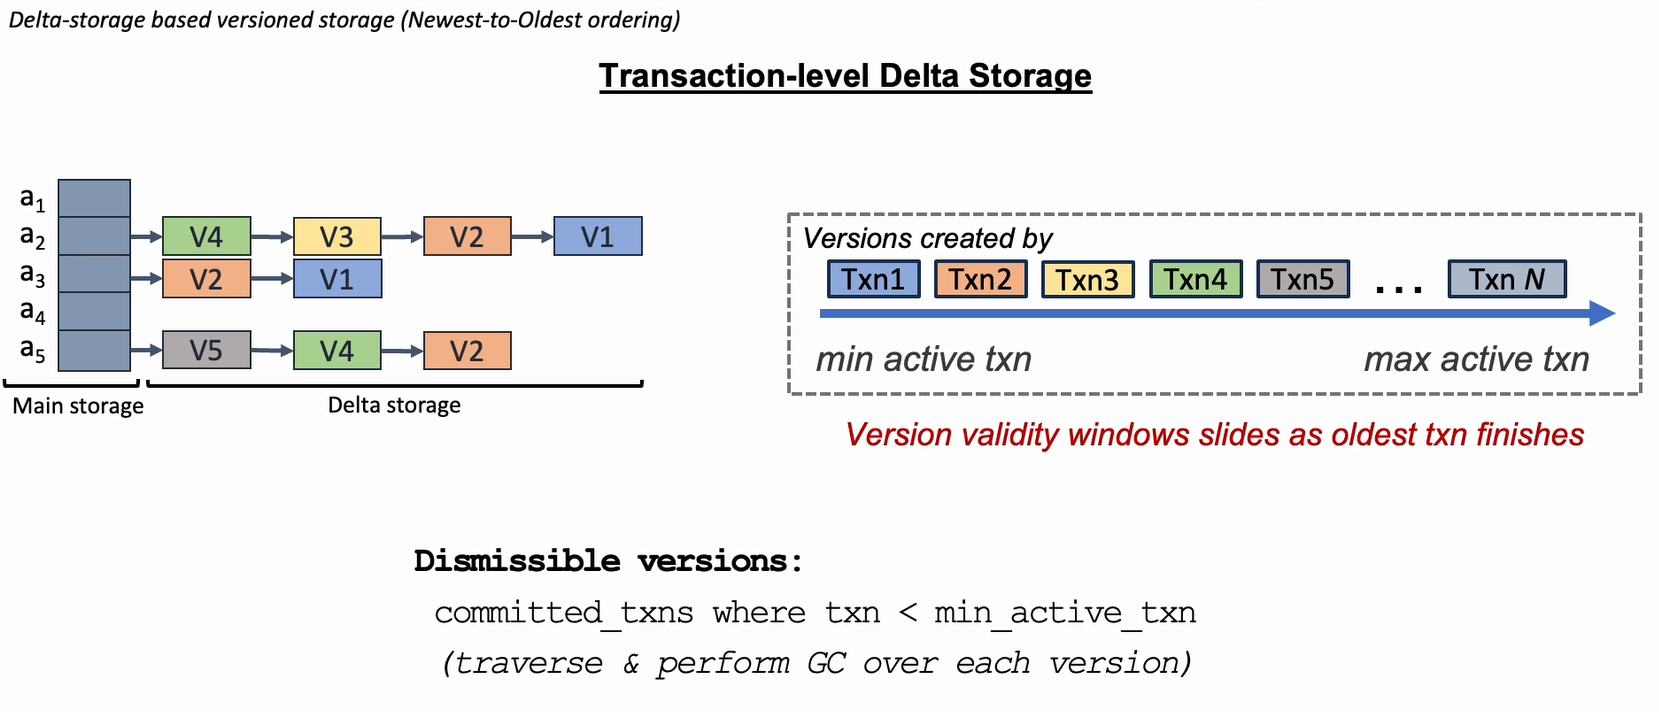 Delta-storage based versioned storage (Newest-to-Oldest ordering)
Transaction-level Delta Storage
a1
a2 V4 V3 V2 V1
a3 V2 V1
a4
a5 V5 V4 V2
Main storage Delta storage
Versions created by
Txn1 Txn2 Txn3 Txn4 Txn5 ... Txn N
min active txn max active txn
Version validity windows slides as oldest txn finishes
Dismissible versions:
committed_txns where txn < min_active_txn
(traverse & perform GC over each version)